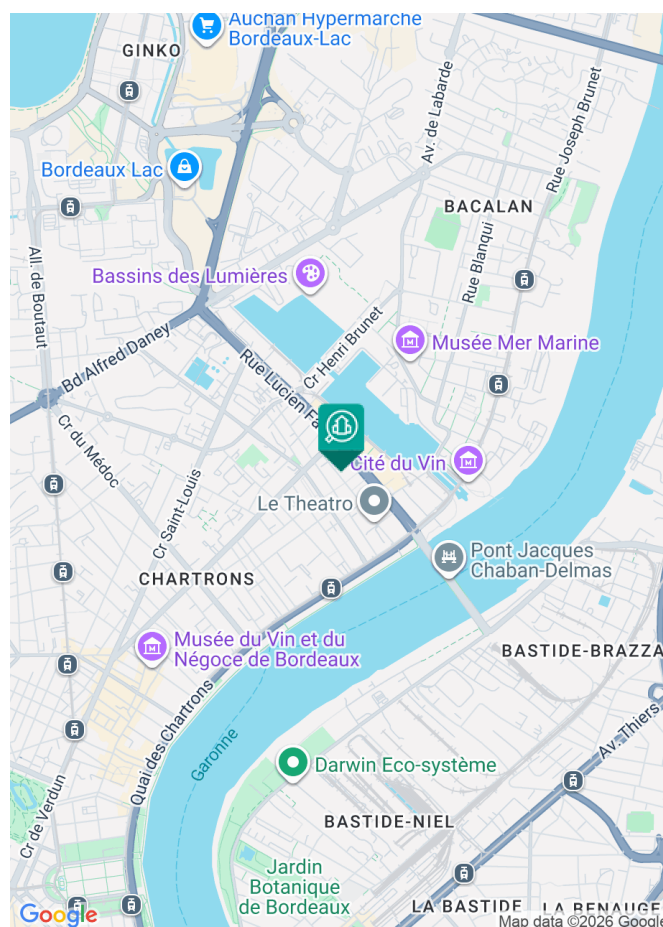 Auchan Hypermarché
Bordeaux-Lac
GINKO
Av. de Labarde
Rue Joseph Brunet
Bordeaux Lac
BACALAN
All. de Boutaut
Rue Blanqui
Bassins des Lumières
Bd Alfred Daney
Cr Henri Brunet
Musée Mer Marine
Rue Lucien Fa
Cr du Médoc
Cité du Vin
Cr Saint-Louis
Le Theatro
Pont Jacques
Chaban-Delmas
CHARTRONS
Musée du Vin et du
Négoce de Bordeaux
BASTIDE-BRAZZA
Quai des Chartrons
Garonne
Av. Thiers
Darwin Eco-système
Cr de Verdun
BASTIDE-NIEL
Jardin
Botanique
de Bordeaux
LA BASTIDE
LA BENAUGE
Google
Map data ©2026 Google